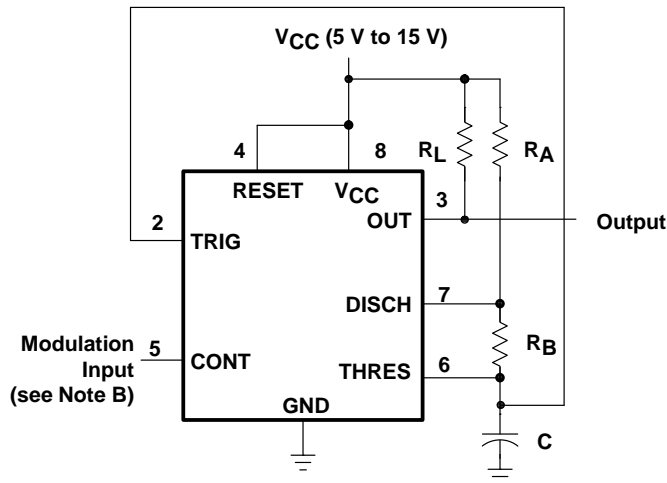 VCC (5 V to 15 V)
4
8
RL
RA
RESET
VCC
3
2
OUT
Output
TRIG
7
DISCH
Modulation
Input
(see Note B)
5
CONT
RB
6
THRES
GND
C